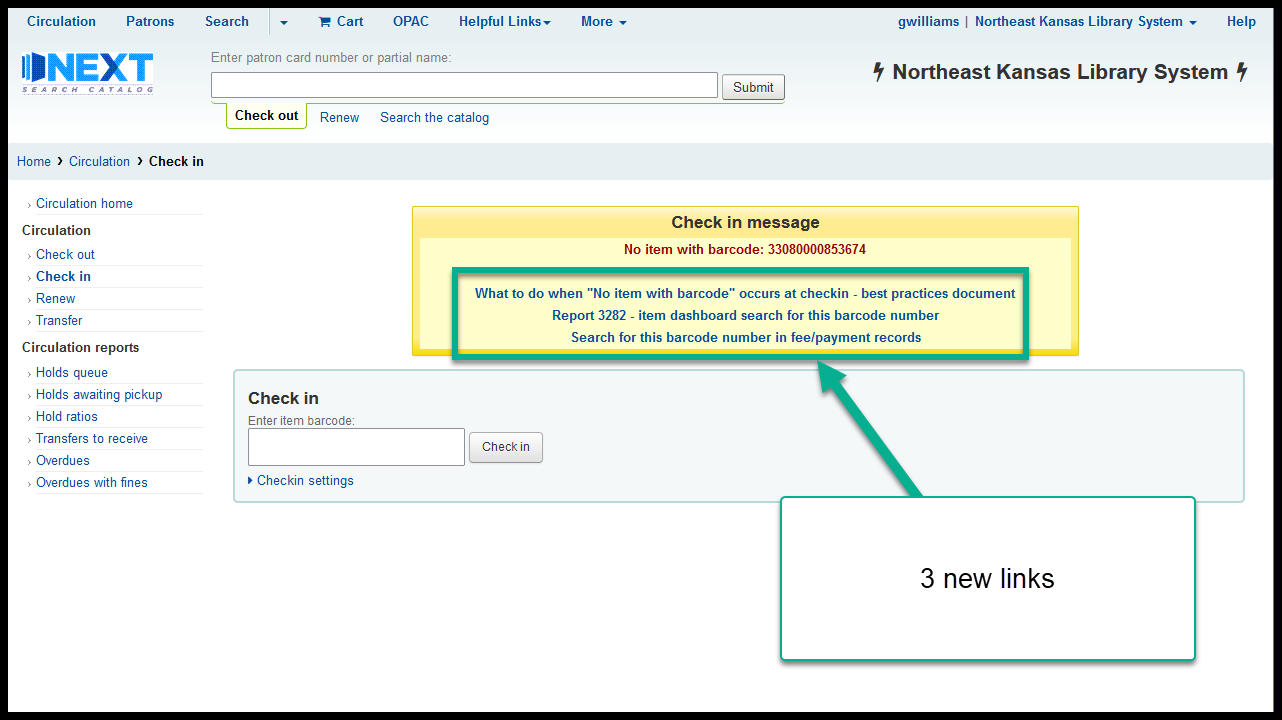 Circulation Patrons Search Cart OPAC Helpful Links More gwilliams | Northeast Kansas Library System Help
NEXT
SEARCH CATALOG
Enter patron card number or partial name:
Submit
Northeast Kansas Library System
Check out Renew Search the catalog
Home › Circulation › Check in
› Circulation home
Circulation
› Check out
› Check in
› Renew
› Transfer
Circulation reports
› Holds queue
› Holds awaiting pickup
› Hold ratios
› Transfers to receive
› Overdues
› Overdues with fines
Check in message
No item with barcode: 33080000853674
What to do when "No item with barcode" occurs at checkin - best practices document
Report 3282 - item dashboard search for this barcode number
Search for this barcode number in fee/payment records
Check in
Enter item barcode:
Check in
Checkin settings
3 new links